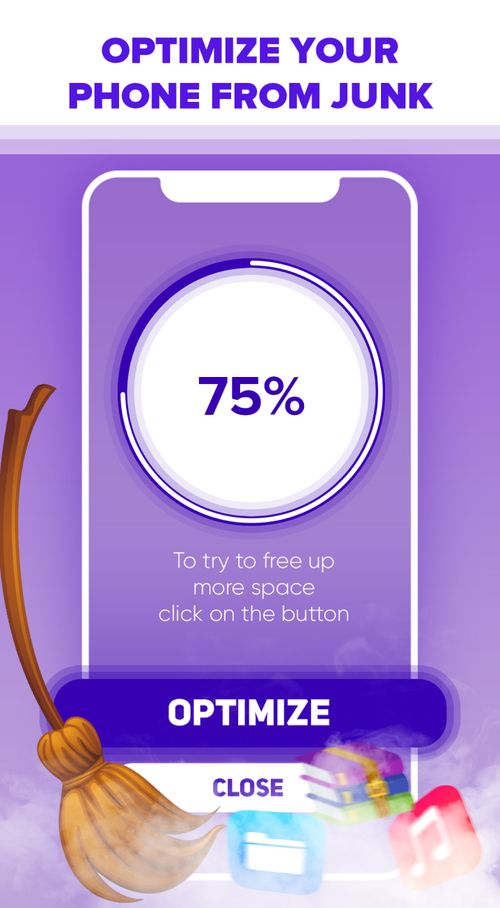 OPTIMIZE YOUR
PHONE FROM JUNK
75%
To try to free up
more space
click on the button
OPTIMIZE
CLOSE